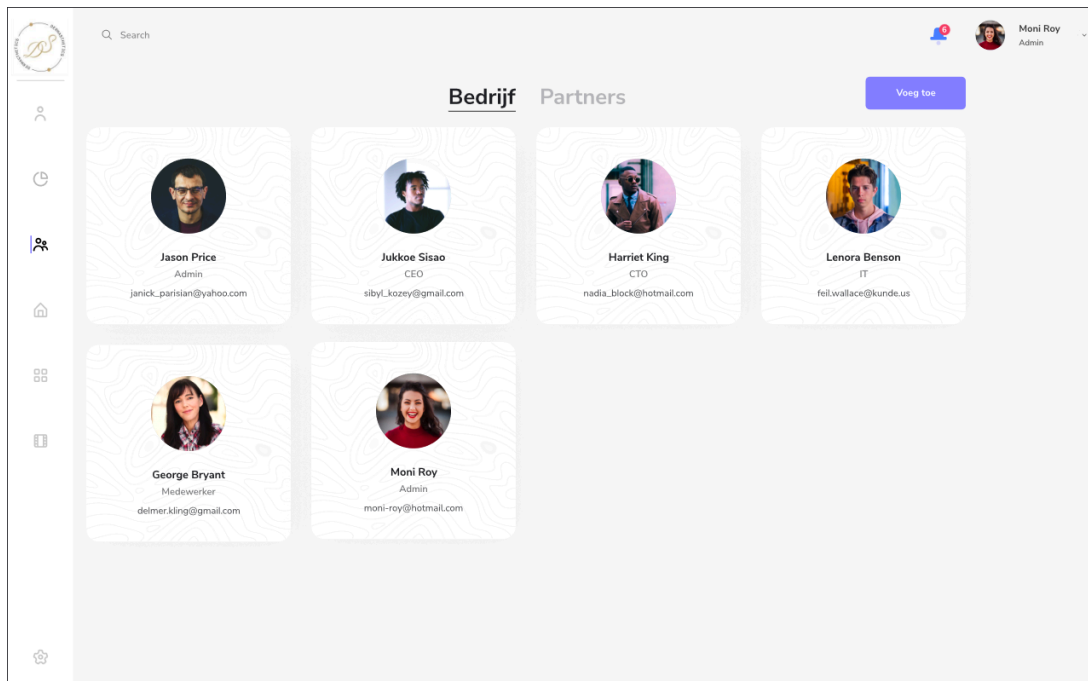 Search
6
Moni Roy
Admin
Bedrijf Partners
Voeg toe
Jason Price
Admin
janick_parisian@yahoo.com
Jukkoe Sisao
CEO
sibyl_kozey@gmail.com
Harriet King
CTO
nadia_block@hotmail.com
Lenora Benson
IT
feil.wallace@kunde.us
George Bryant
Medewerker
delmer.kling@gmail.com
Moni Roy
Admin
moni-roy@hotmail.com